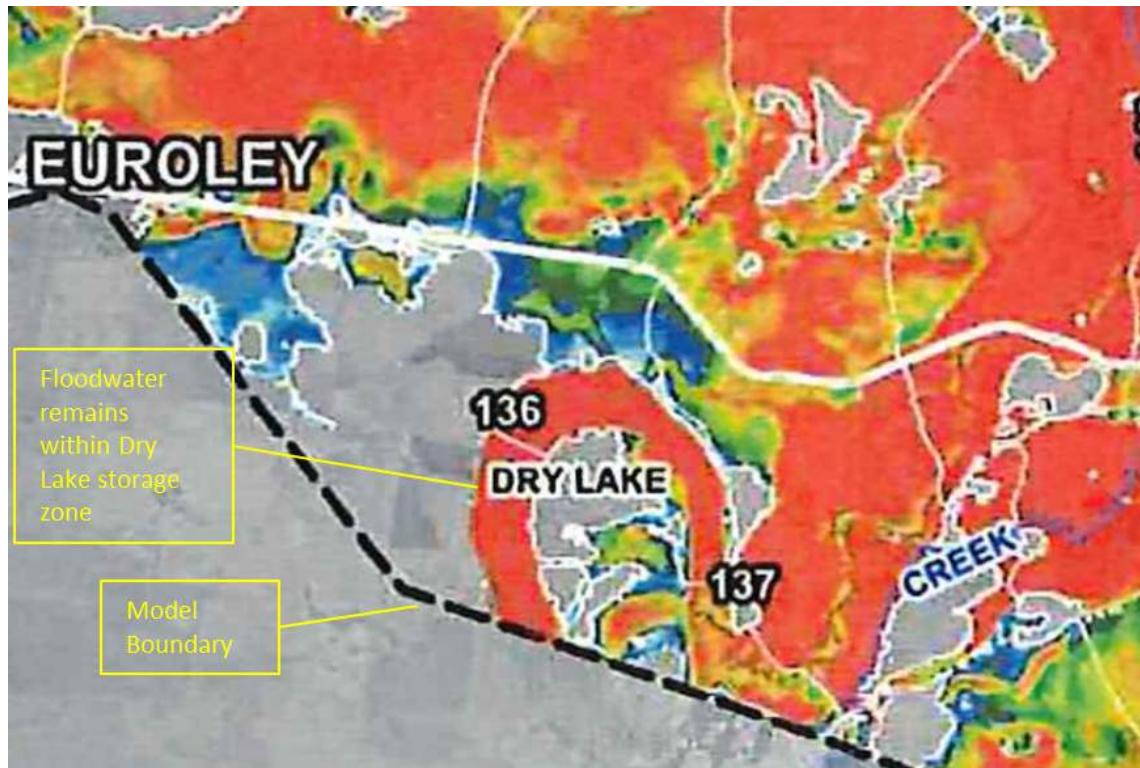 EUROLEY
Floodwater
remains
within Dry
Lake storage
zone
136
DRY LAKE
137
CREEK
Model
Boundary